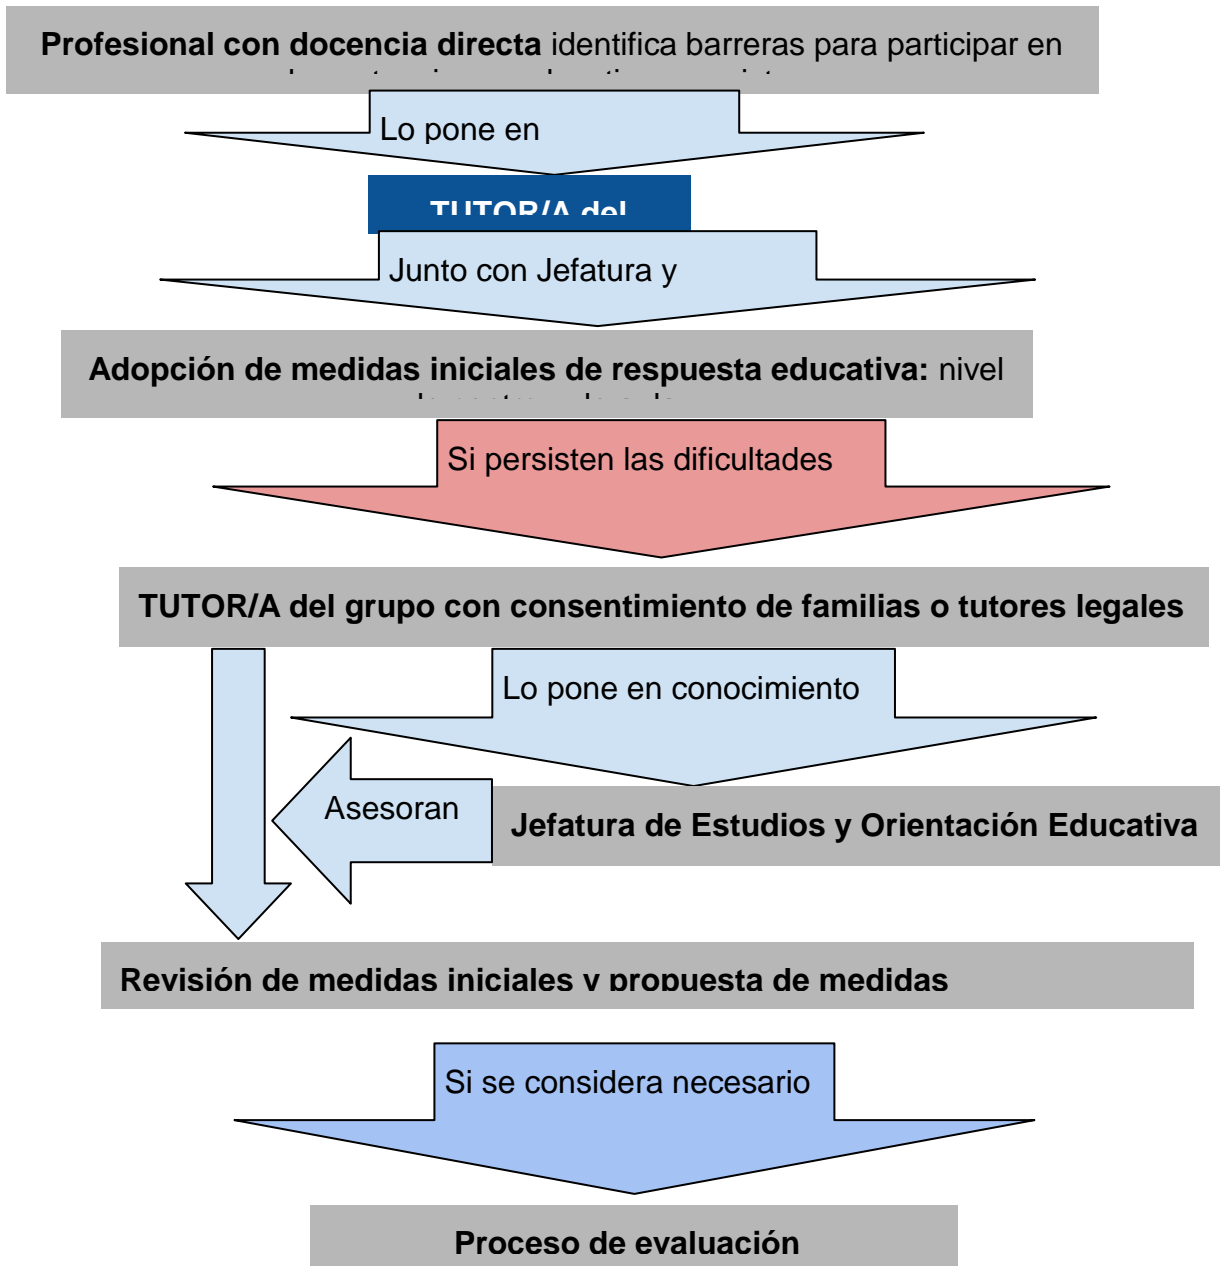 Profesional con docencia directa identifica barreras para participar en
Lo pone en
TUTOR/A del
Junto con Jefatura y
Adopción de medidas iniciales de respuesta educativa: nivel
Si persisten las dificultades
TUTOR/A del grupo con consentimiento de familias o tutores legales
Lo pone en conocimiento
Asesoran
Jefatura de Estudios y Orientación Educativa
Revisión de medidas iniciales y propuesta de medidas
Si se considera necesario
Proceso de evaluación